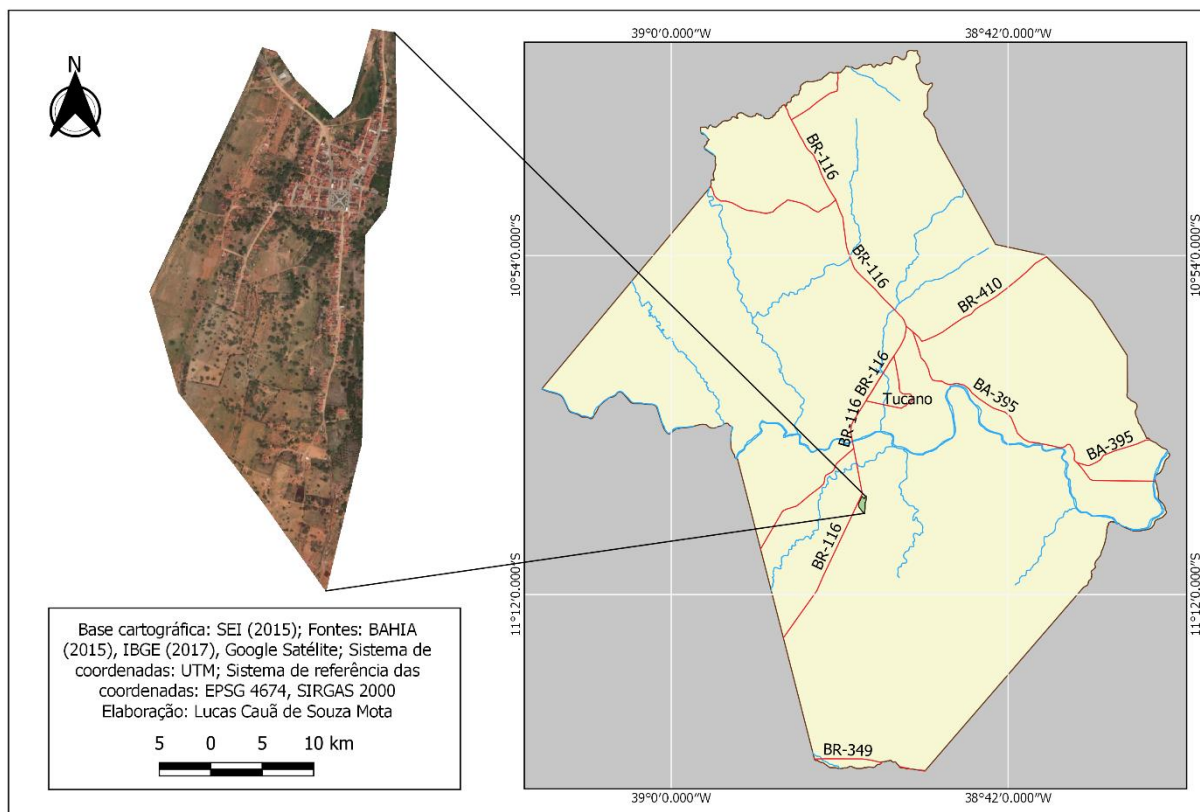 N
39°0'0.000"W
38°42'0.000"W
BR-116
10°54'0.000"S
10°54'0.000"S
BR-116
BR-410
BR-116
Tucano
BA-395
BR-116
BA-395
BR-116
11°12'0.000"S
11°12'0.000"S
BR-349
39°0'0.000"W
38°42'0.000"W
Base cartográfica: SEI (2015); Fontes: BAHIA
(2015), IBGE (2017), Google Satélite; Sistema de
coordenadas: UTM; Sistema de referência das
coordenadas: EPSG 4674, SIRGAS 2000
Elaboração: Lucas Cauã de Souza Mota
5 0 5 10 km